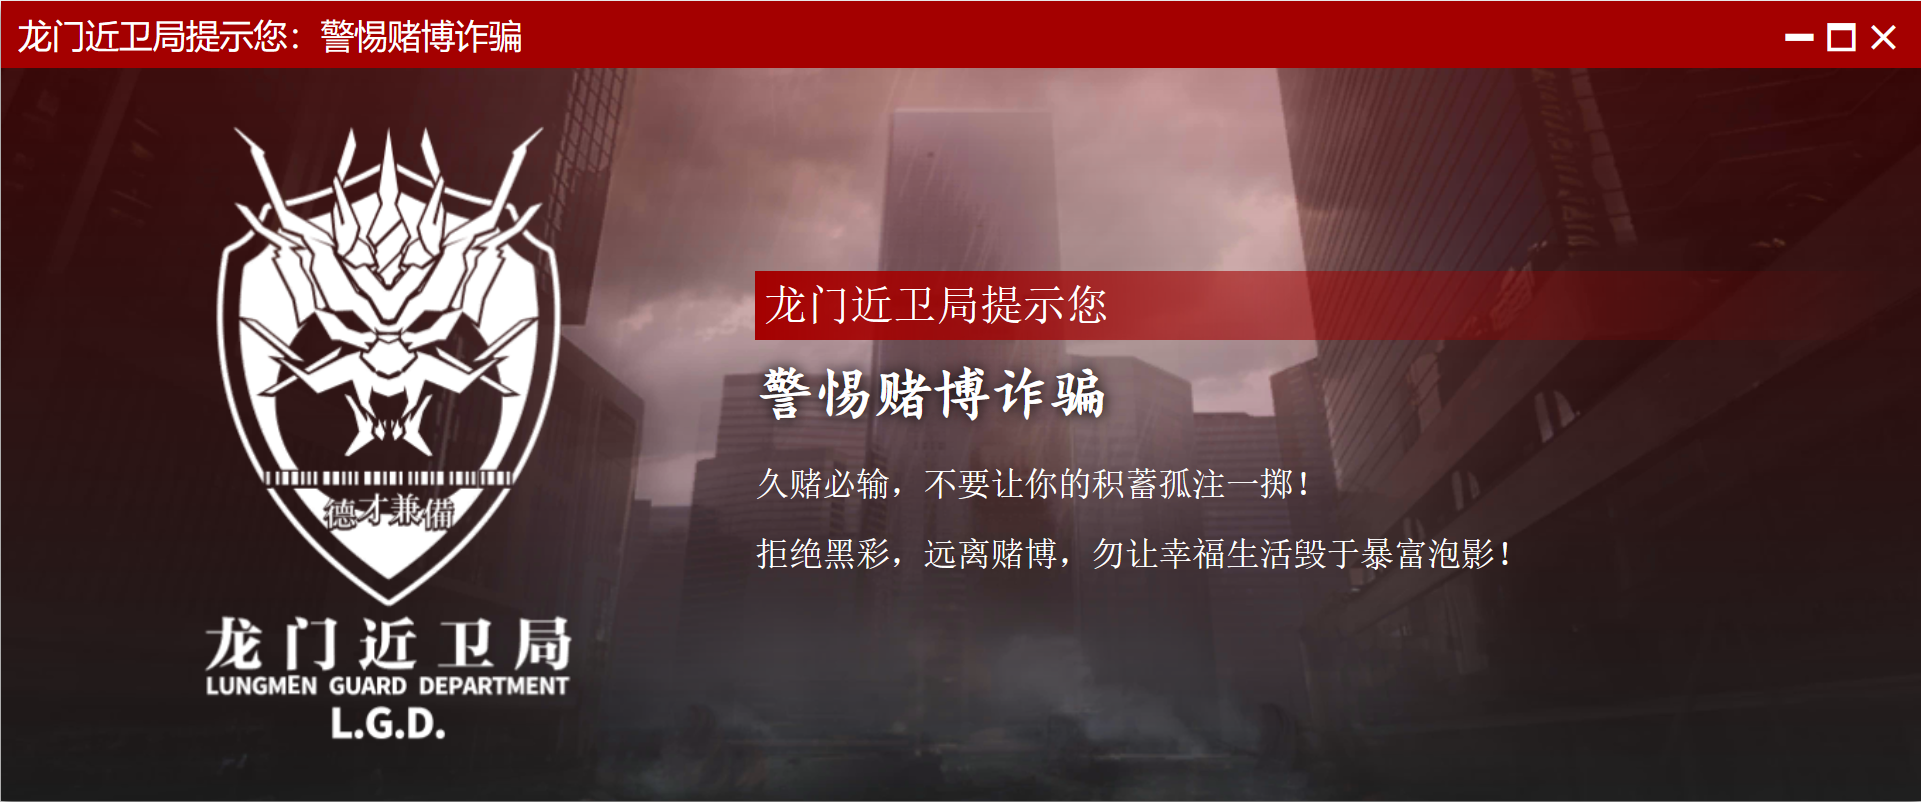 龙门近卫局提示您：警惕赌博诈骗
德才兼備
龙门近卫局
LUNGMEN GUARD DEPARTMENT
L.G.D.
龙门近卫局提示您
警惕赌博诈骗
久赌必输，不要让你的积蓄孤注一掷！
拒绝黑彩，远离赌博，勿让幸福生活毁于暴富泡影！